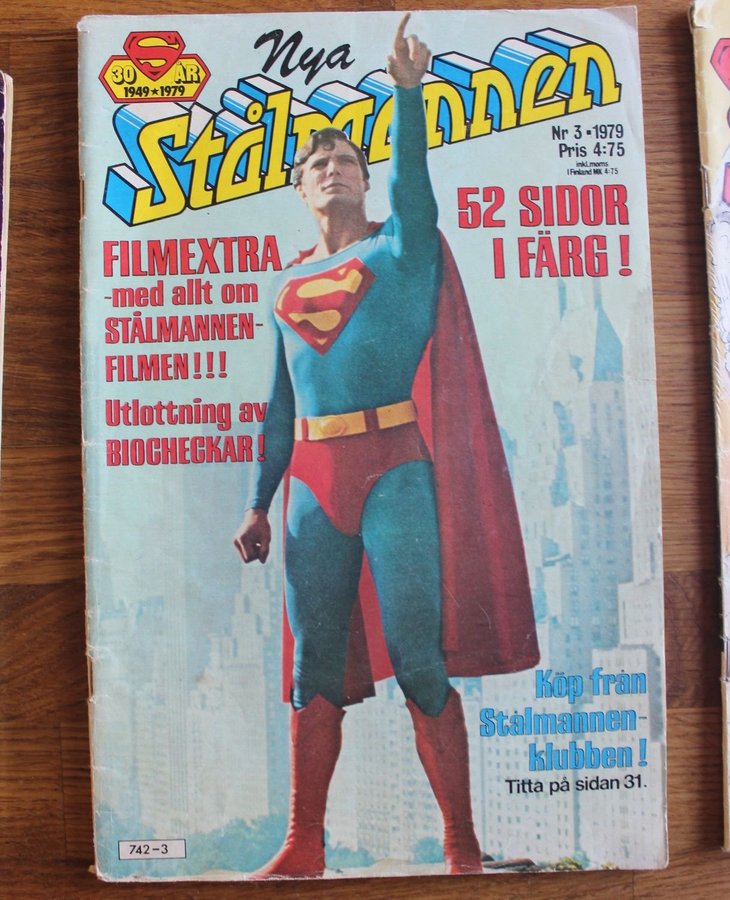 30 ÅR
1949★1979
Nya
Stålmannen
Nr 3▪1979
Pris 4:75
inkl. moms
I Finland MK 4:75
52 SIDOR
I FÄRG!
FILMEXTRA
-med allt om
STÅLMANNEN-
FILMEN!!!
Utlottning av
BIOCHECKAR!
Köp från
Stålmannen-
klubben!
Titta på sidan 31.
742-3